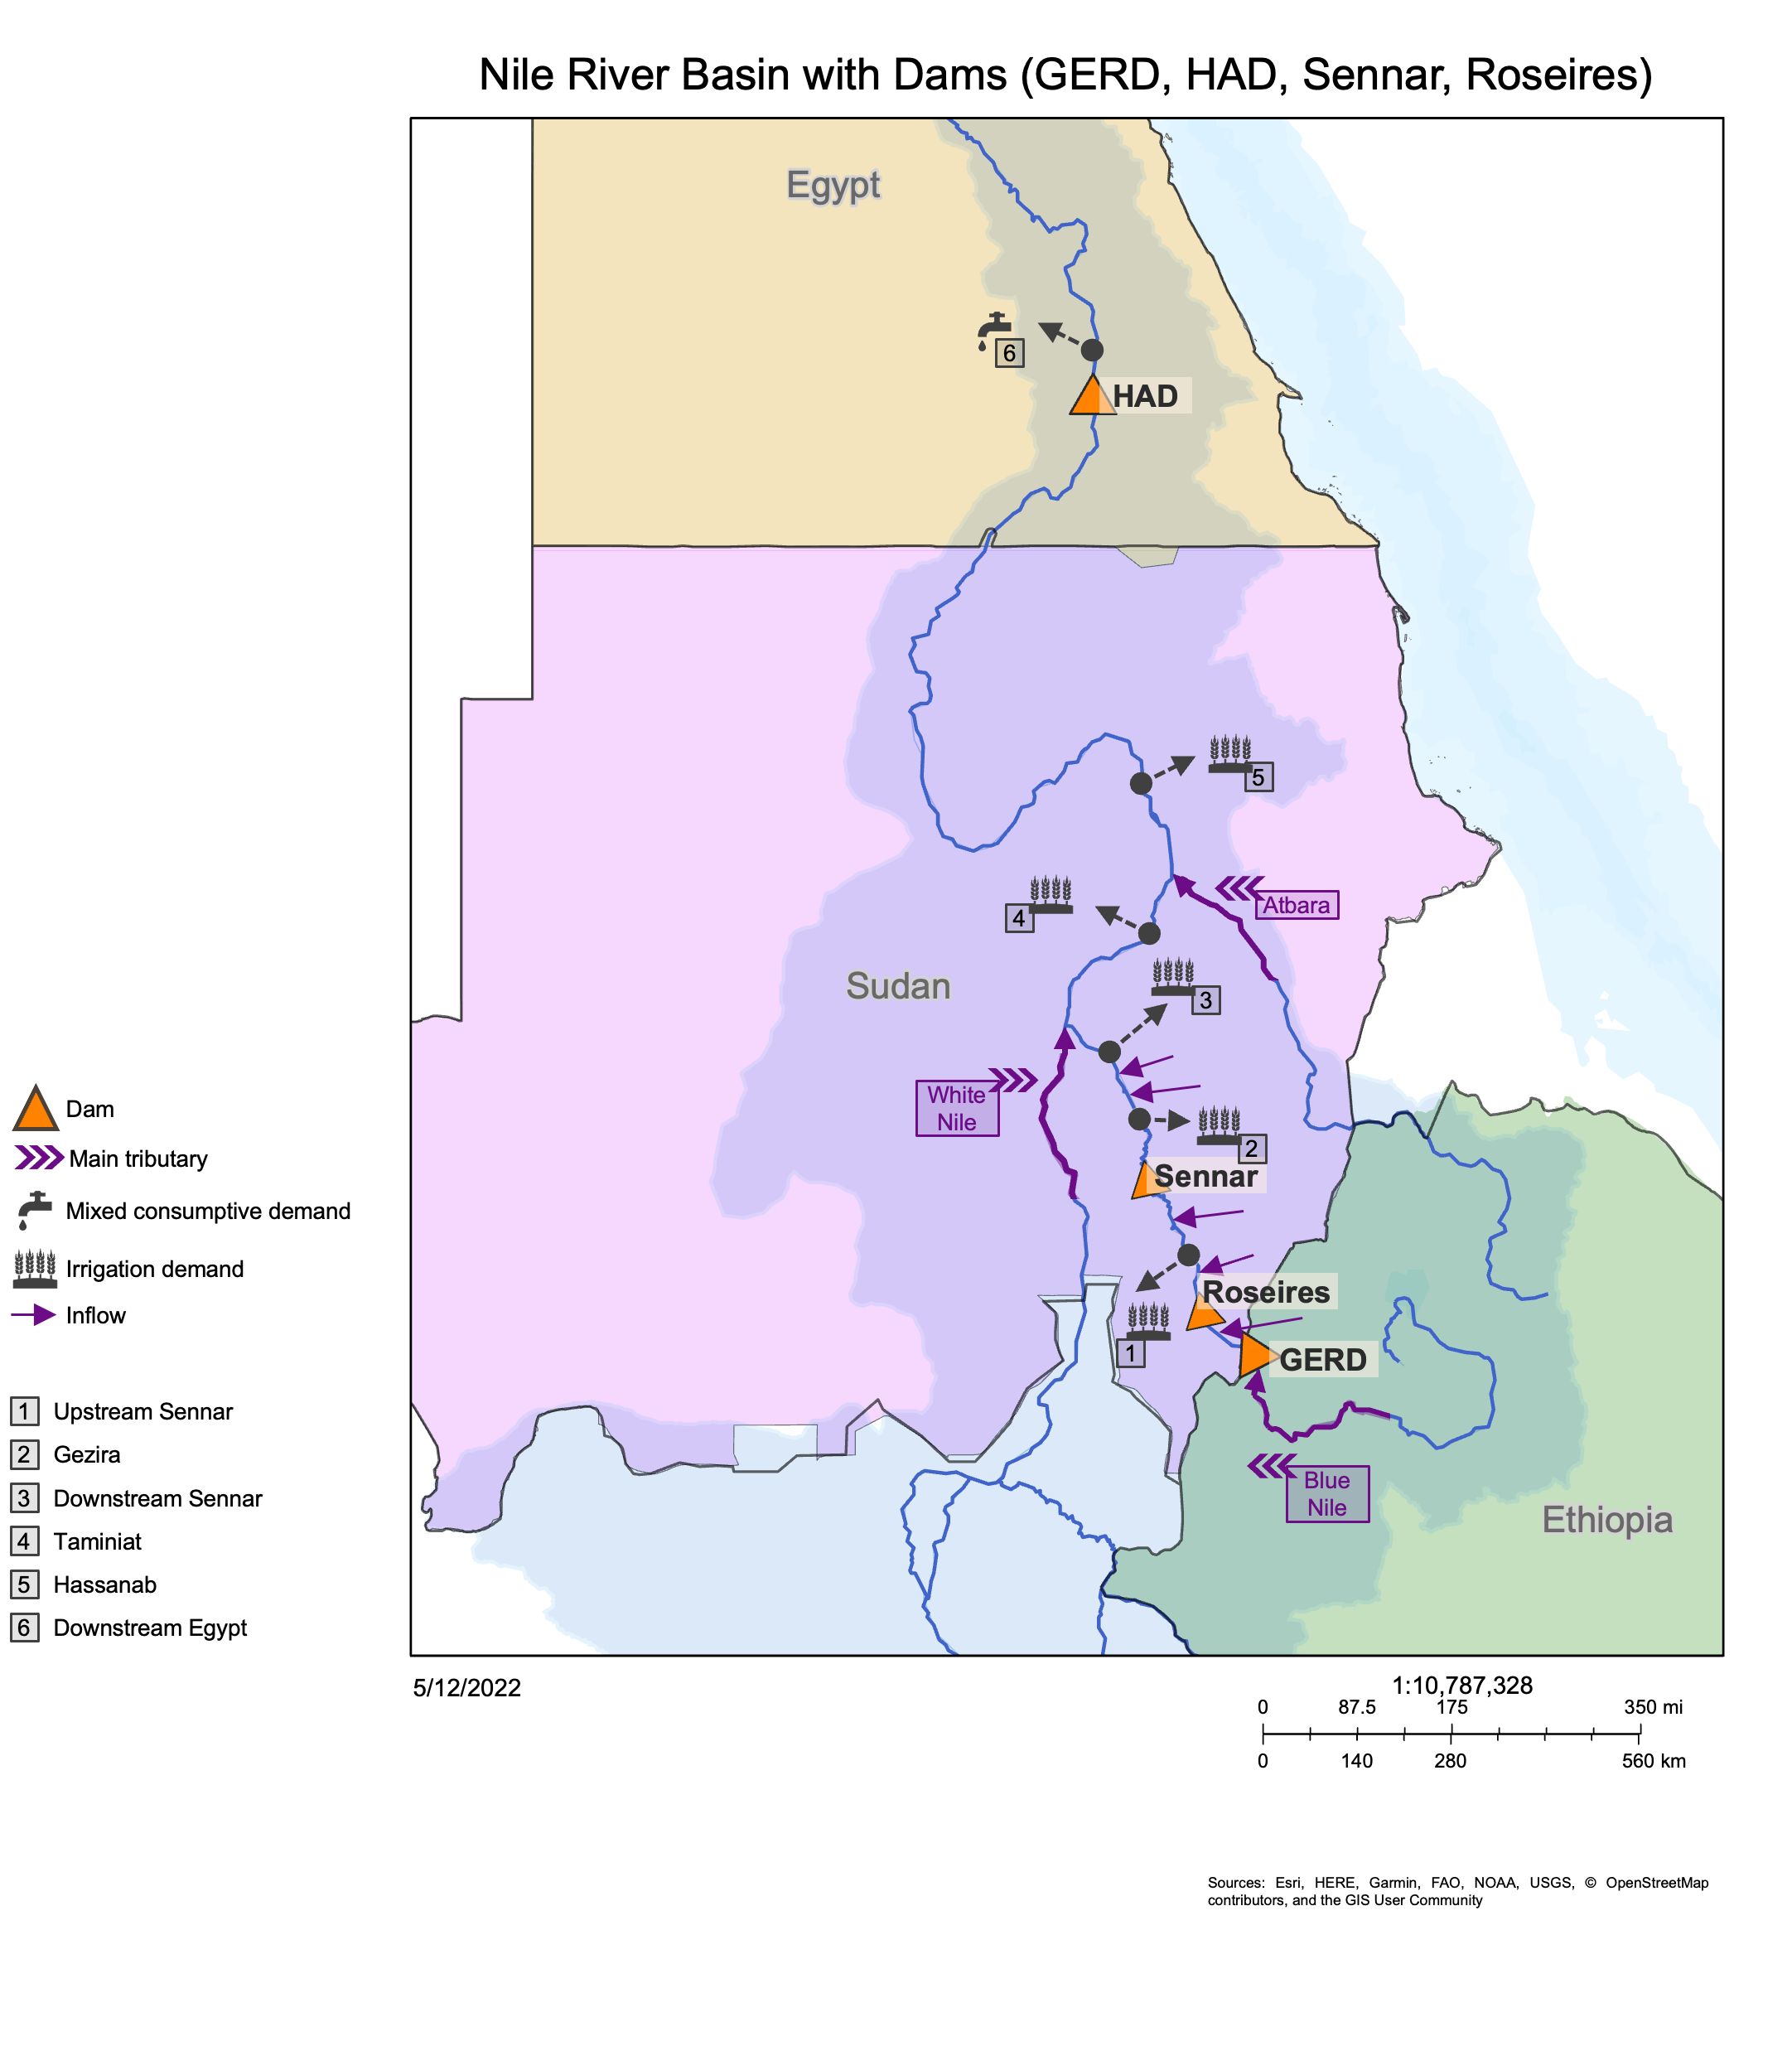 Nile River Basin with Dams (GERD, HAD, Sennar, Roseires)
Egypt
6
HAD
5
Atbara
4
Sudan
3
White
Nile
2
Sennar
Roseires
1
GERD
Blue
Nile
Ethiopia
Dam
Main tributary
Mixed consumptive demand
Irrigation demand
Inflow
1 Upstream Sennar
2 Gezira
3 Downstream Sennar
4 Taminiat
5 Hassanab
6 Downstream Egypt
5/12/2022
1:10,787,328
0 87.5 175 350 mi
0 140 280 560 km
Sources: Esri, HERE, Garmin, FAO, NOAA, USGS, © OpenStreetMap
contributors, and the GIS User Community